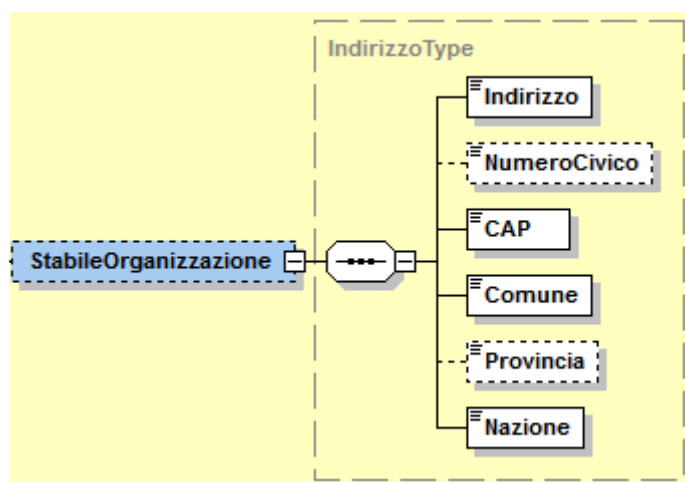 IndirizzoType
Indirizzo
NumeroCivico
CAP
StabileOrganizzazione
Comune
Provincia
Nazione